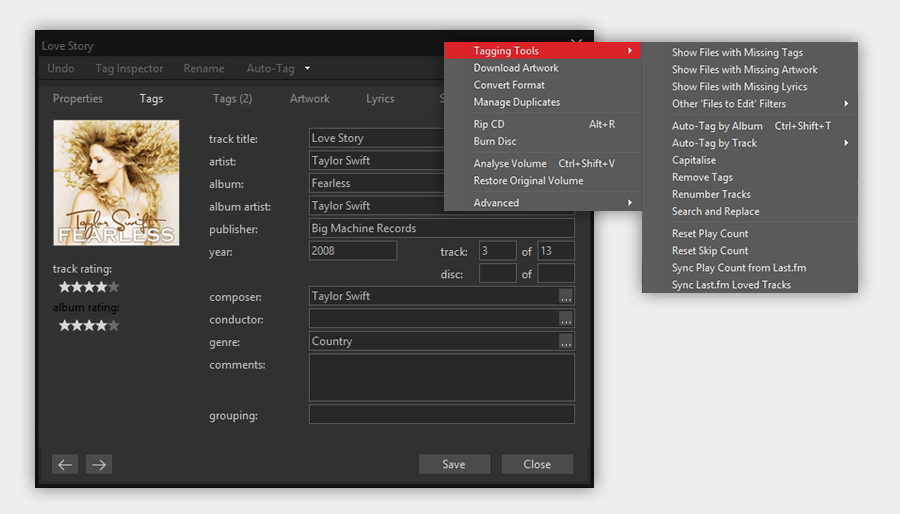 Love Story
Undo Tag Inspector Rename Auto-Tag
Properties Tags Tags (2) Artwork Lyrics
Taylor Swift
FEARLESS
track rating:
album rating:
track title: Love Story
artist: Taylor Swift
album: Fearless
album artist: Taylor Swift
publisher: Big Machine Records
year: 2008 track: 3 of 13
disc: of
composer: Taylor Swift ...
conductor: ...
genre: Country ...
comments:
grouping:
Save Close
Tagging Tools
Download Artwork
Convert Format
Manage Duplicates
Rip CD Alt+R
Burn Disc
Analyse Volume Ctrl+Shift+V
Restore Original Volume
Advanced
Show Files with Missing Tags
Show Files with Missing Artwork
Show Files with Missing Lyrics
Other 'Files to Edit' Filters
Auto-Tag by Album Ctrl+Shift+T
Auto-Tag by Track
Capitalise
Remove Tags
Renumber Tracks
Search and Replace
Reset Play Count
Reset Skip Count
Sync Play Count from Last.fm
Sync Last.fm Loved Tracks